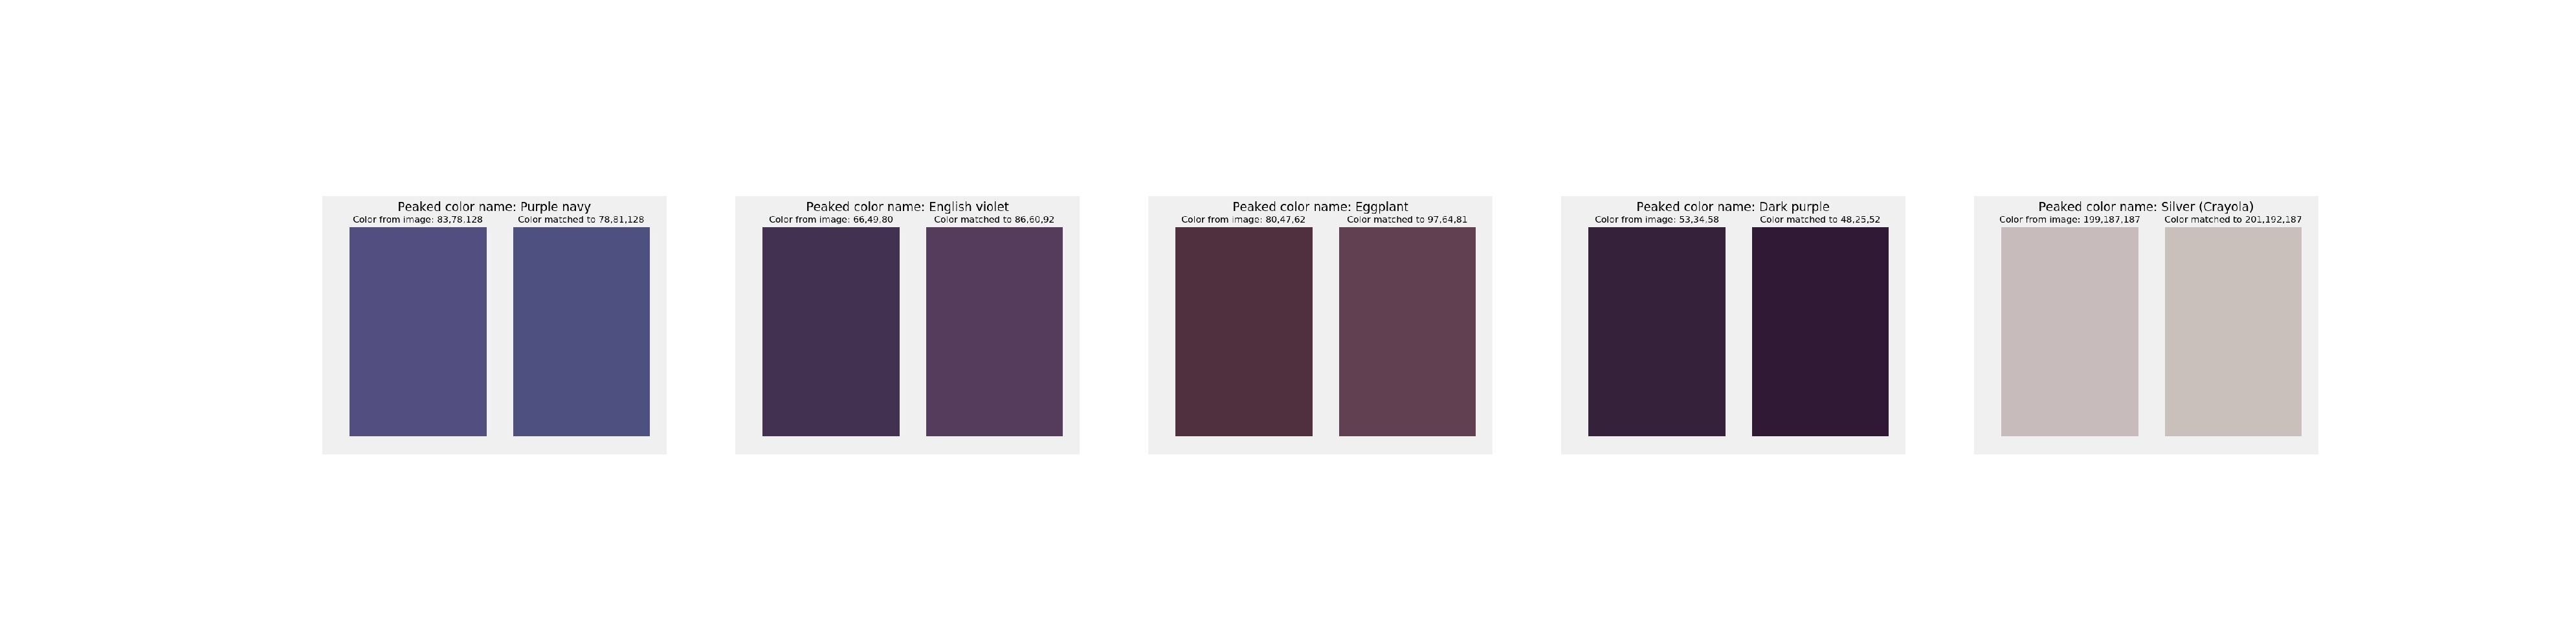 Peaked color name: Purple navy
Color from image: 83,78,128
Color matched to 78,81,128
Peaked color name: English violet
Color from image: 66,49,80
Color matched to 86,60,92
Peaked color name: Eggplant
Color from image: 80,47,62
Color matched to 97,64,81
Peaked color name: Dark purple
Color from image: 53,34,58
Color matched to 48,25,52
Peaked color name: Silver (Crayola)
Color from image: 199,187,187
Color matched to 201,192,187